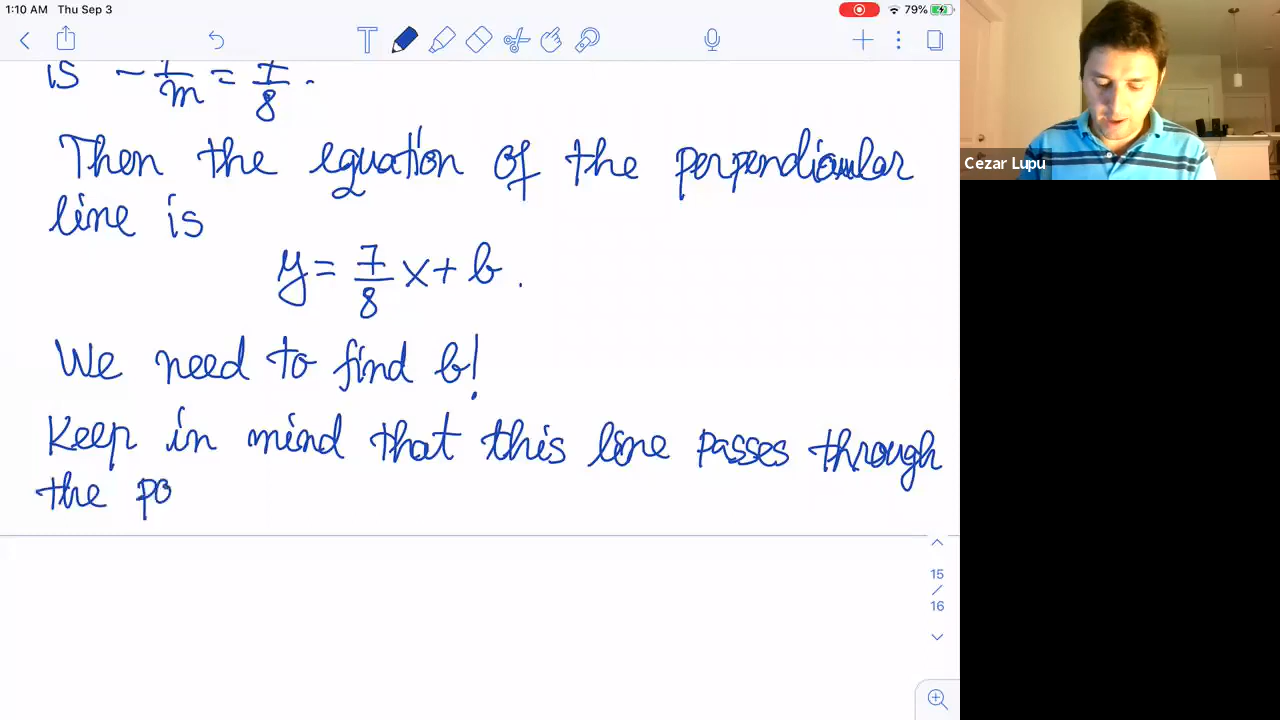 1:10 AM Thu Sep 3
79%
is - 1/m = 7/8 .
Then the equation of the perpendicular
line is
y = 7/8 x + b .
We need to find b!
Keep in mind that this line passes through
the po
15
/
16
Cezar Lupu